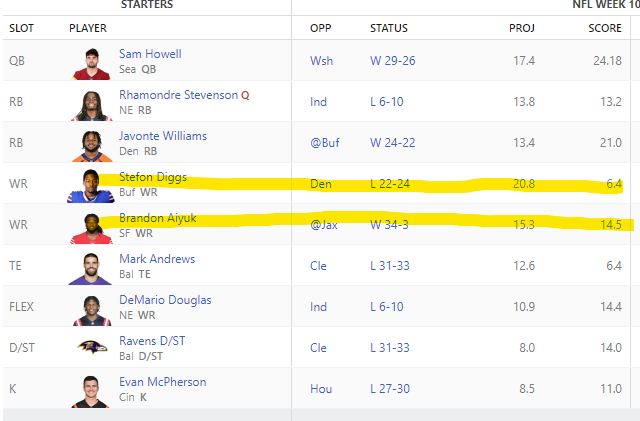 STARTERS NFL WEEK 10
SLOT PLAYER OPP STATUS PROJ SCORE
QB Sam Howell Wsh W 29-26 17.4 24.18
Sea QB
RB Rhamondre Stevenson Q Ind L 6-10 13.8 13.2
NE RB
RB Javonte Williams @Buf W 24-22 13.4 21.0
Den RB
WR Stefon Diggs Den L 22-24 20.8 6.4
Buf WR
WR Brandon Aiyuk @Jax W 34-3 15.3 14.5
SF WR
TE Mark Andrews Cle L 31-33 12.6 6.4
Bal TE
FLEX DeMario Douglas Ind L 6-10 10.9 14.4
NE WR
D/ST Ravens D/ST Cle L 31-33 8.0 14.0
Bal D/ST
K Evan McPherson Hou L 27-30 8.5 11.0
Cin K